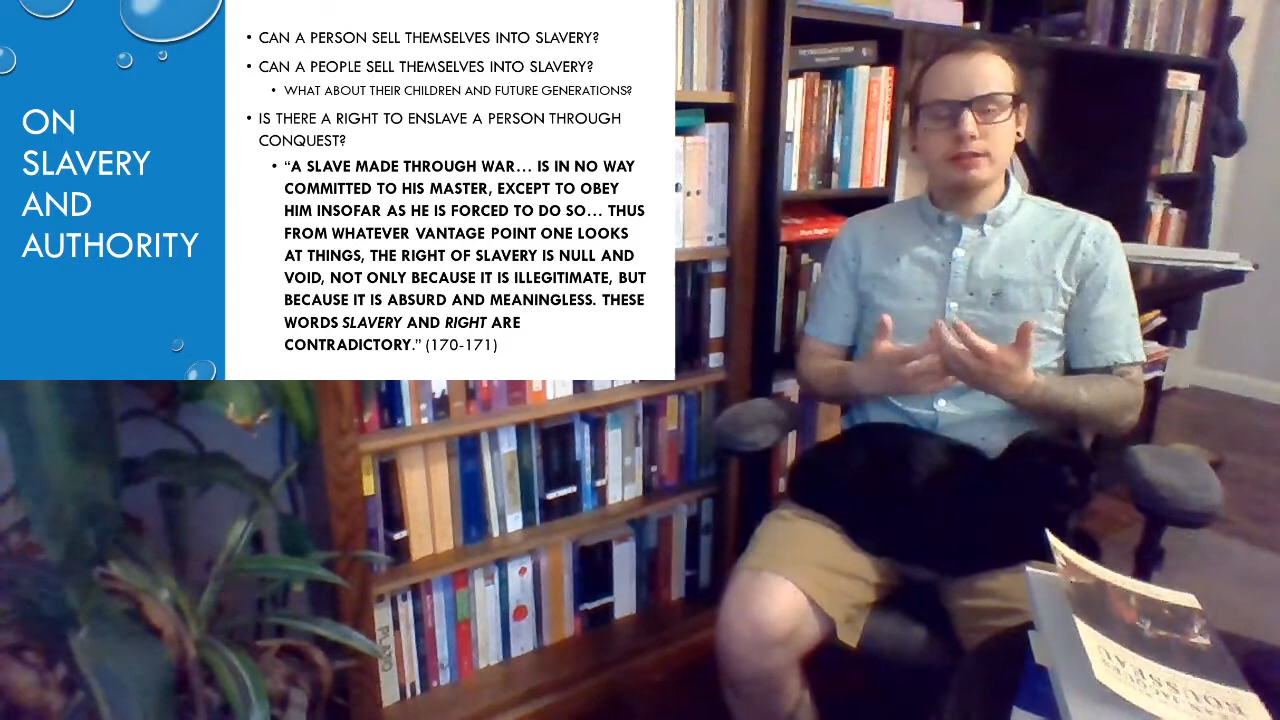 ON
SLAVERY
AND
AUTHORITY
• CAN A PERSON SELL THEMSELVES INTO SLAVERY?
• CAN A PEOPLE SELL THEMSELVES INTO SLAVERY?
• WHAT ABOUT THEIR CHILDREN AND FUTURE GENERATIONS?
• IS THERE A RIGHT TO ENSLAVE A PERSON THROUGH
CONQUEST?
• “A SLAVE MADE THROUGH WAR… IS IN NO WAY
COMMITTED TO HIS MASTER, EXCEPT TO OBEY
HIM INSOFAR AS HE IS FORCED TO DO SO… THUS
FROM WHATEVER VANTAGE POINT ONE LOOKS
AT THINGS, THE RIGHT OF SLAVERY IS NULL AND
VOID, NOT ONLY BECAUSE IT IS ILLEGITIMATE, BUT
BECAUSE IT IS ABSURD AND MEANINGLESS. THESE
WORDS SLAVERY AND RIGHT ARE
CONTRADICTORY.” (170-171)
PLATO
ROUSSEAU